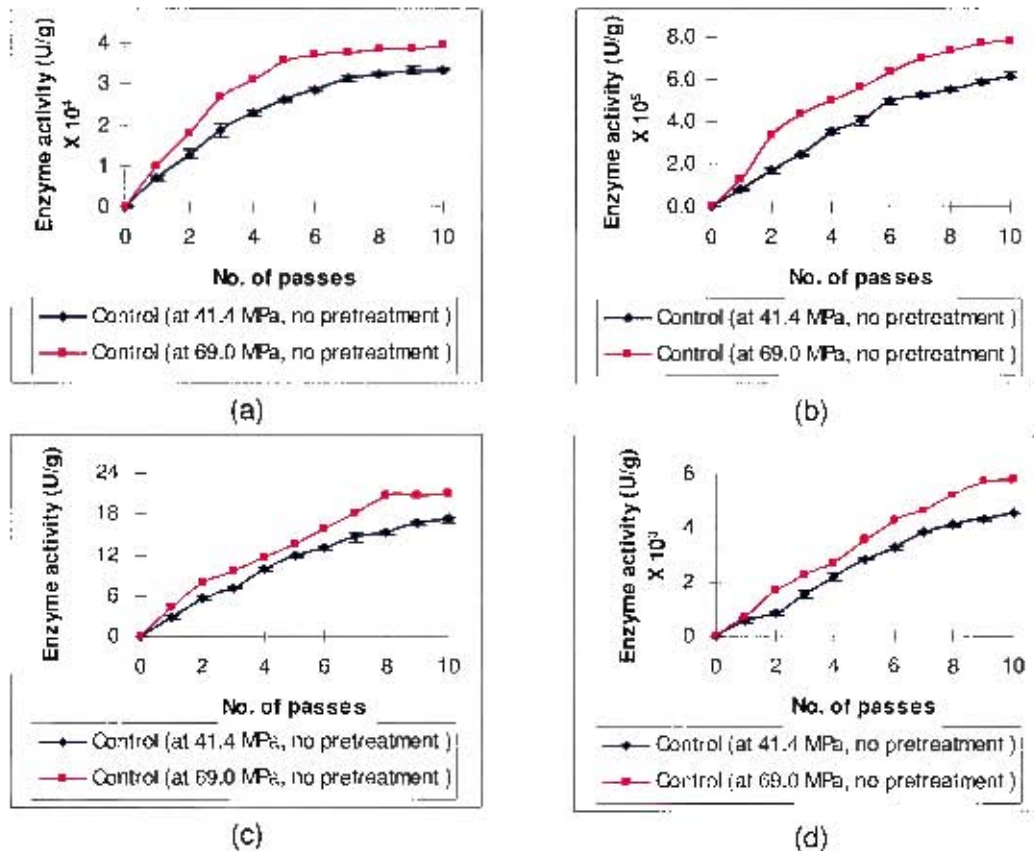 Enzyme activity (U/g)
X 10⁴
4
3
2
1
0
0 2 4 6 8 10
No. of passes
Control (at 41.4 MPa, no pretreatment )
Control (at 69.0 MPa, no pretreatment )
(a)
Enzyme activity (U/g)
X 10⁵
8.0
6.0
4.0
2.0
0.0
0 2 4 6 8 10
No. of passes
Control (at 41.4 MPa, no pretreatment )
Control (at 69.0 MPa, no pretreatment )
(b)
Enzyme activity (U/g)
24
18
12
6
0
0 2 4 6 8 10
No. of passes
Control (at 41.4 MPa, no pretreatment )
Control (at 69.0 MPa, no pretreatment )
(c)
Enzyme activity (U/g)
X 10³
6
4
2
0
0 2 4 6 8 10
No. of passes
Control (at 41.4 MPa, no pretreatment )
Control (at 69.0 MPa, no pretreatment )
(d)